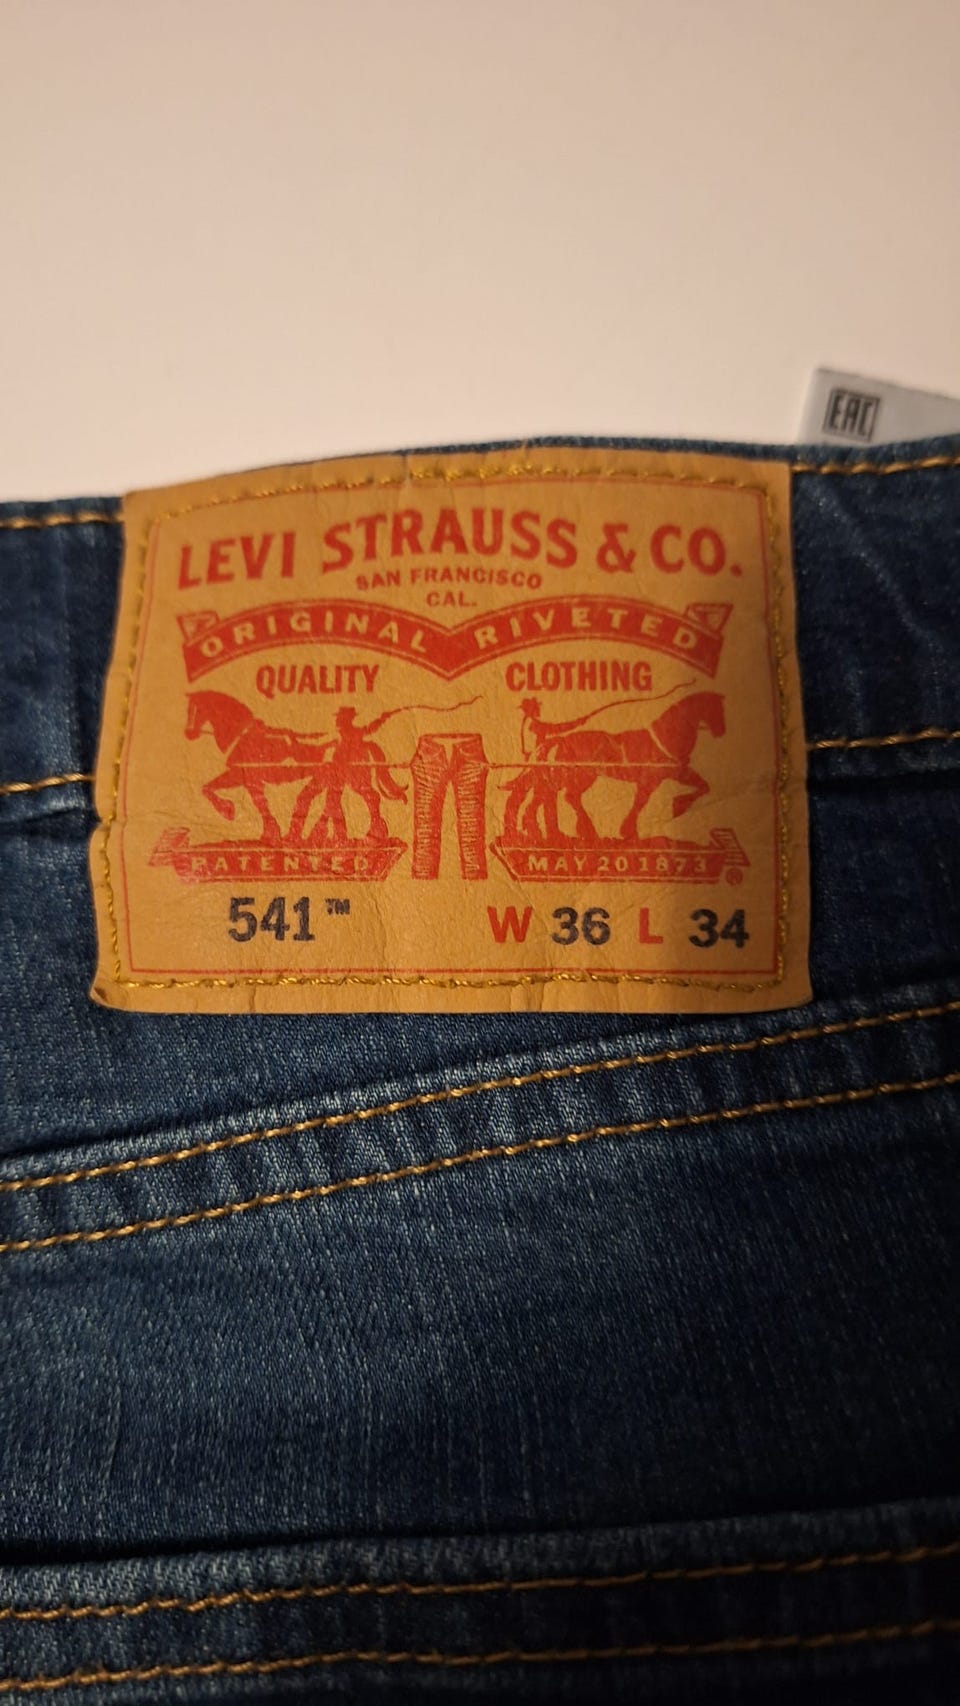 EAC
LEVI STRAUSS & CO.
SAN FRANCISCO
CAL.
ORIGINAL RIVETED
QUALITY CLOTHING
PATENTED MAY 20 1873 ®
541™ W 36 L 34